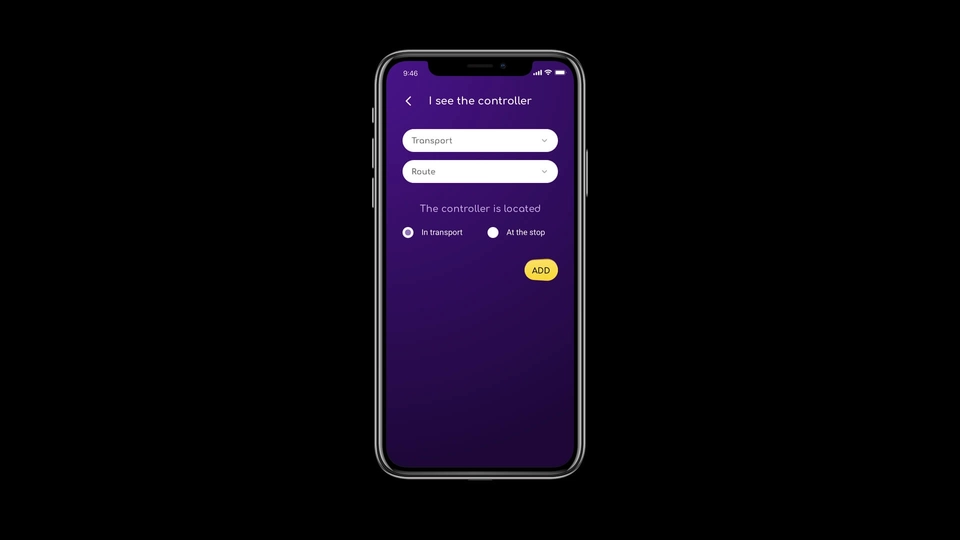 9:46
I see the controller
Transport
Route
The controller is located
In transport
At the stop
ADD